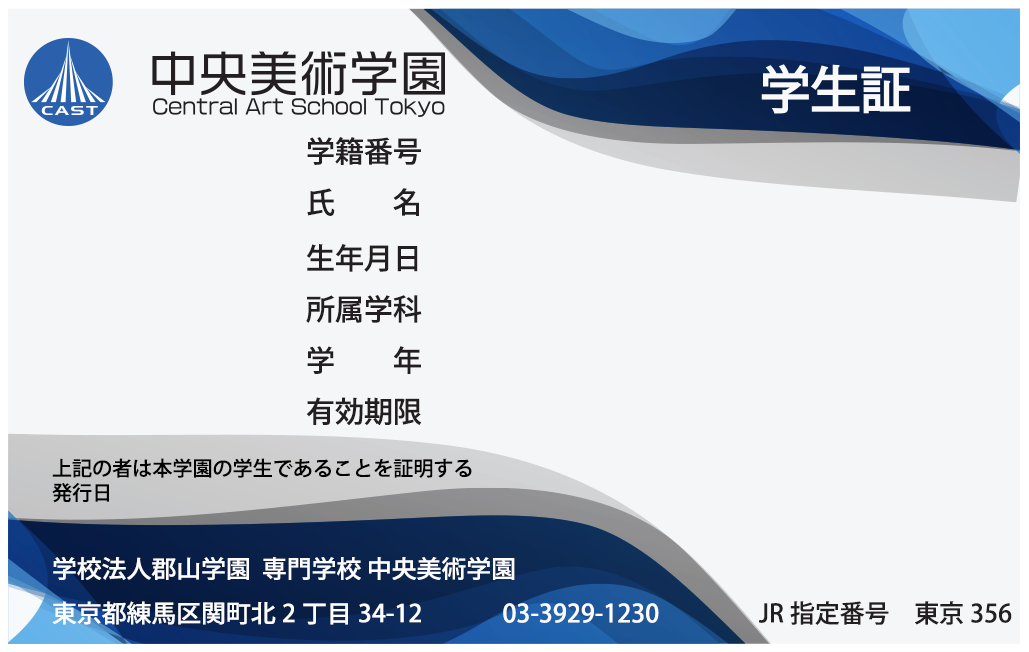 CAST
中央美術学園
Central Art School Tokyo
学生証
学籍番号
氏　　名
生年月日
所属学科
学　　年
有効期限
上記の者は本学園の学生であることを証明する
発行日
学校法人郡山学園 専門学校 中央美術学園
東京都練馬区関町北 2 丁目 34-12　　03-3929-1230　　JR 指定番号　東京 356